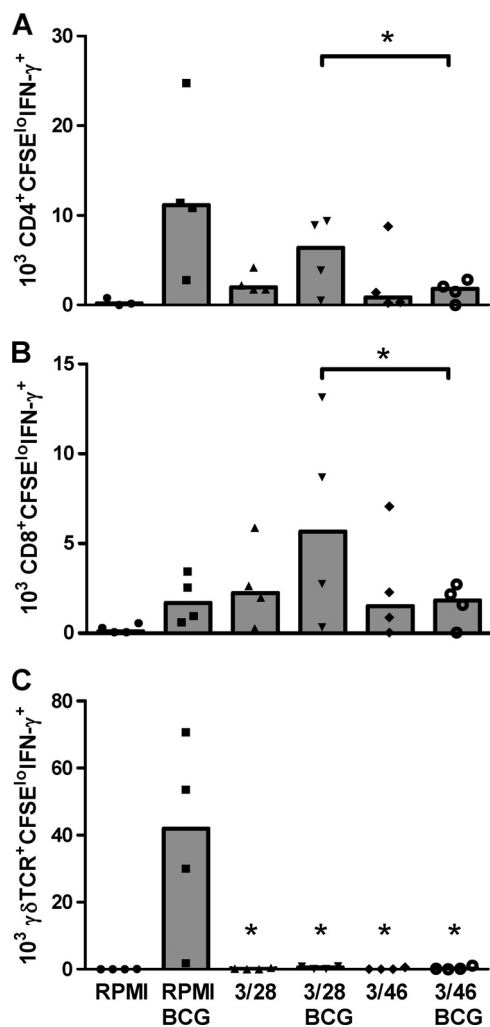 A
30
20
10
0
10³ CD4⁺CFSEˡᵒIFN-γ⁺
*
B
15
10
5
0
10³ CD8⁺CFSEˡᵒIFN-γ⁺
*
C
80
60
40
20
0
10³ γδTCR⁺CFSEˡᵒIFN-γ⁺
* * * *
RPMI RPMI 3/28 3/28 3/46 3/46
BCG BCG BCG